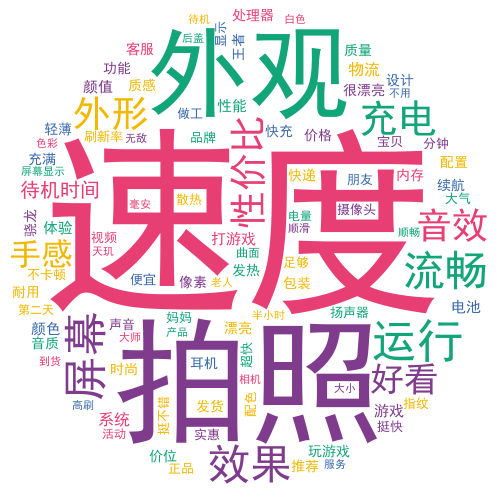 待机
白色
处理器
外观
后盖
显示
王者
客服
质量
功能
物流
颜值
质感
性能
很漂亮
设计
不用
外形
做工
充电
轻薄
刷新率
无敌
品牌
快充
价格
宝贝
分钟
色彩
性价比
充满
屏幕显示
速度
配置
待机时间
毫安
散热
快递
朋友
内存
续航
大气
骁龙
体验
电量
顺滑
摄像头
音效
顺畅
手感
视频
天玑
打游戏
曲面
发热
足够
流畅
不卡顿
耐用
便宜
像素
老人
包装
第二天
颜色
音质
屏幕
声音
大师
妈妈
产品
漂亮
半小时
扬声器
电池
运行
到货
时尚
拍照
耳机
超快
相机
大小
好看
高刷
系统
活动
挺不错
发货
实惠
配色
游戏
挺快
指纹
价位
正品
效果
推荐
玩游戏
服务